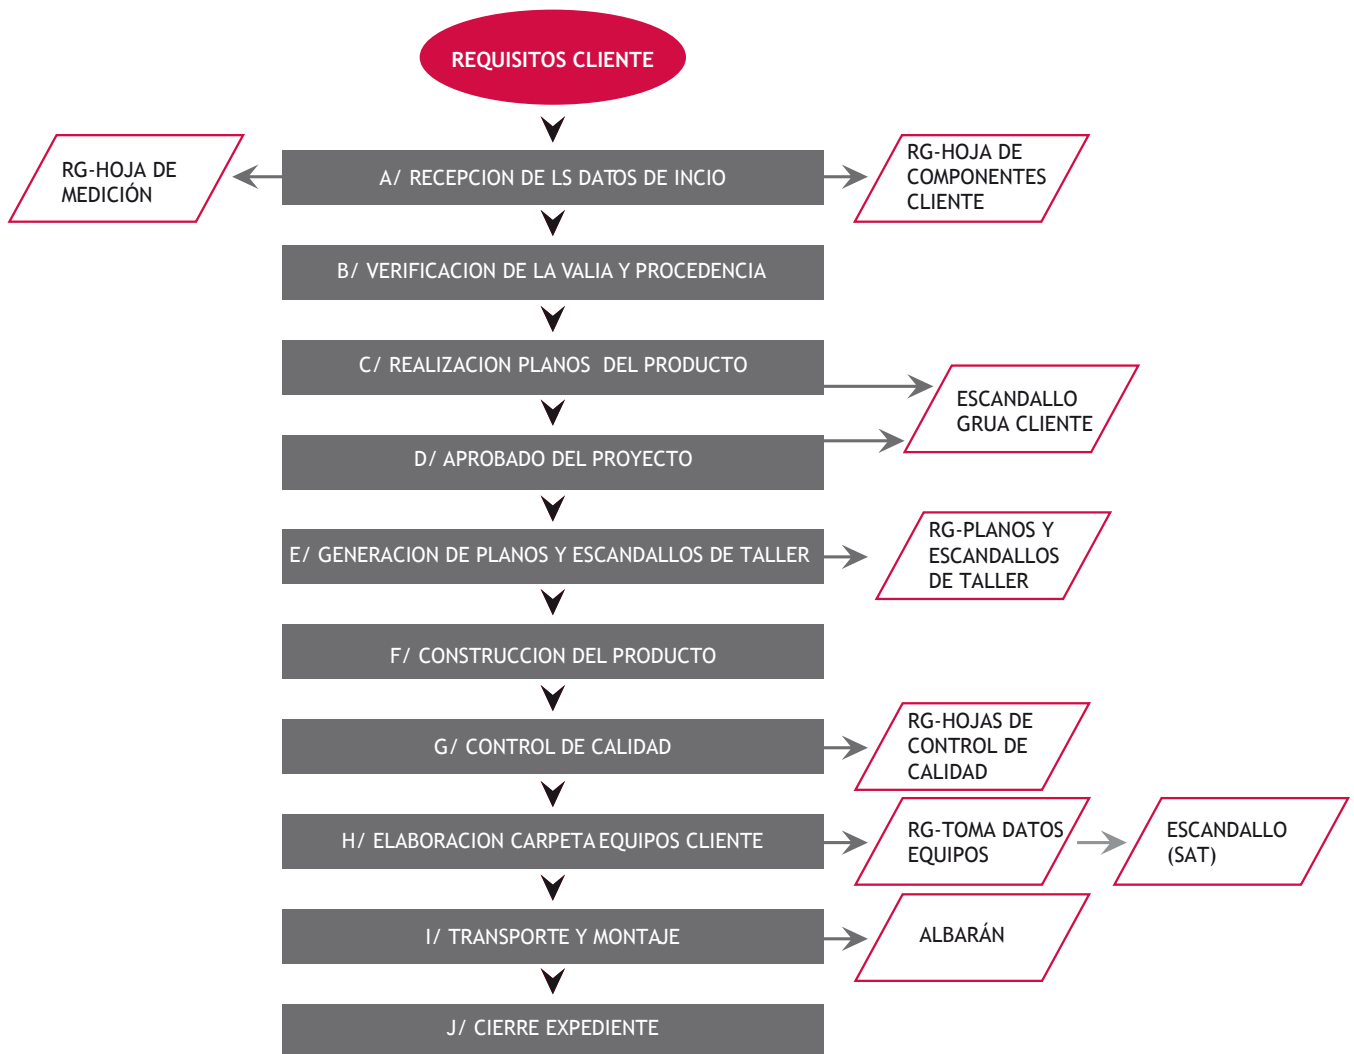 REQUISITOS CLIENTE
RG-HOJA DE
MEDICIÓN
A/ RECEPCION DE LS DATOS DE INCIO
RG-HOJA DE
COMPONENTES
CLIENTE
B/ VERIFICACION DE LA VALIA Y PROCEDENCIA
C/ REALIZACION PLANOS DEL PRODUCTO
ESCANDALLO
GRUA CLIENTE
D/ APROBADO DEL PROYECTO
E/ GENERACION DE PLANOS Y ESCANDALLOS DE TALLER
RG-PLANOS Y
ESCANDALLOS
DE TALLER
F/ CONSTRUCCION DEL PRODUCTO
G/ CONTROL DE CALIDAD
RG-HOJAS DE
CONTROL DE
CALIDAD
H/ ELABORACION CARPETA EQUIPOS CLIENTE
RG-TOMA DATOS
EQUIPOS
ESCANDALLO
(SAT)
I/ TRANSPORTE Y MONTAJE
ALBARÁN
J/ CIERRE EXPEDIENTE